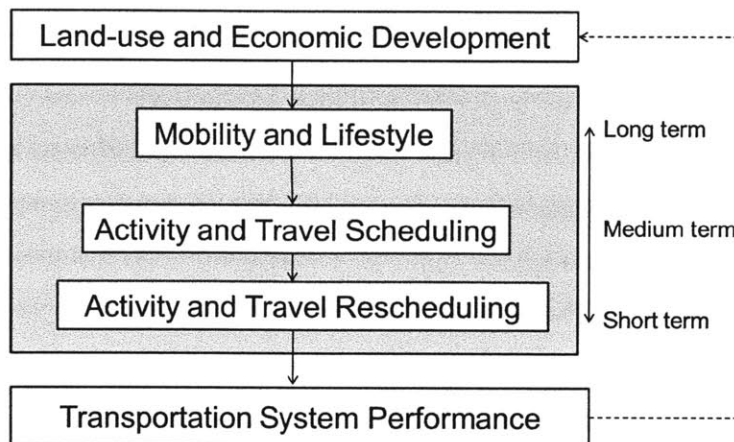 Land-use and Economic Development
Mobility and Lifestyle
Long term
Activity and Travel Scheduling
Medium term
Activity and Travel Rescheduling
Short term
Transportation System Performance